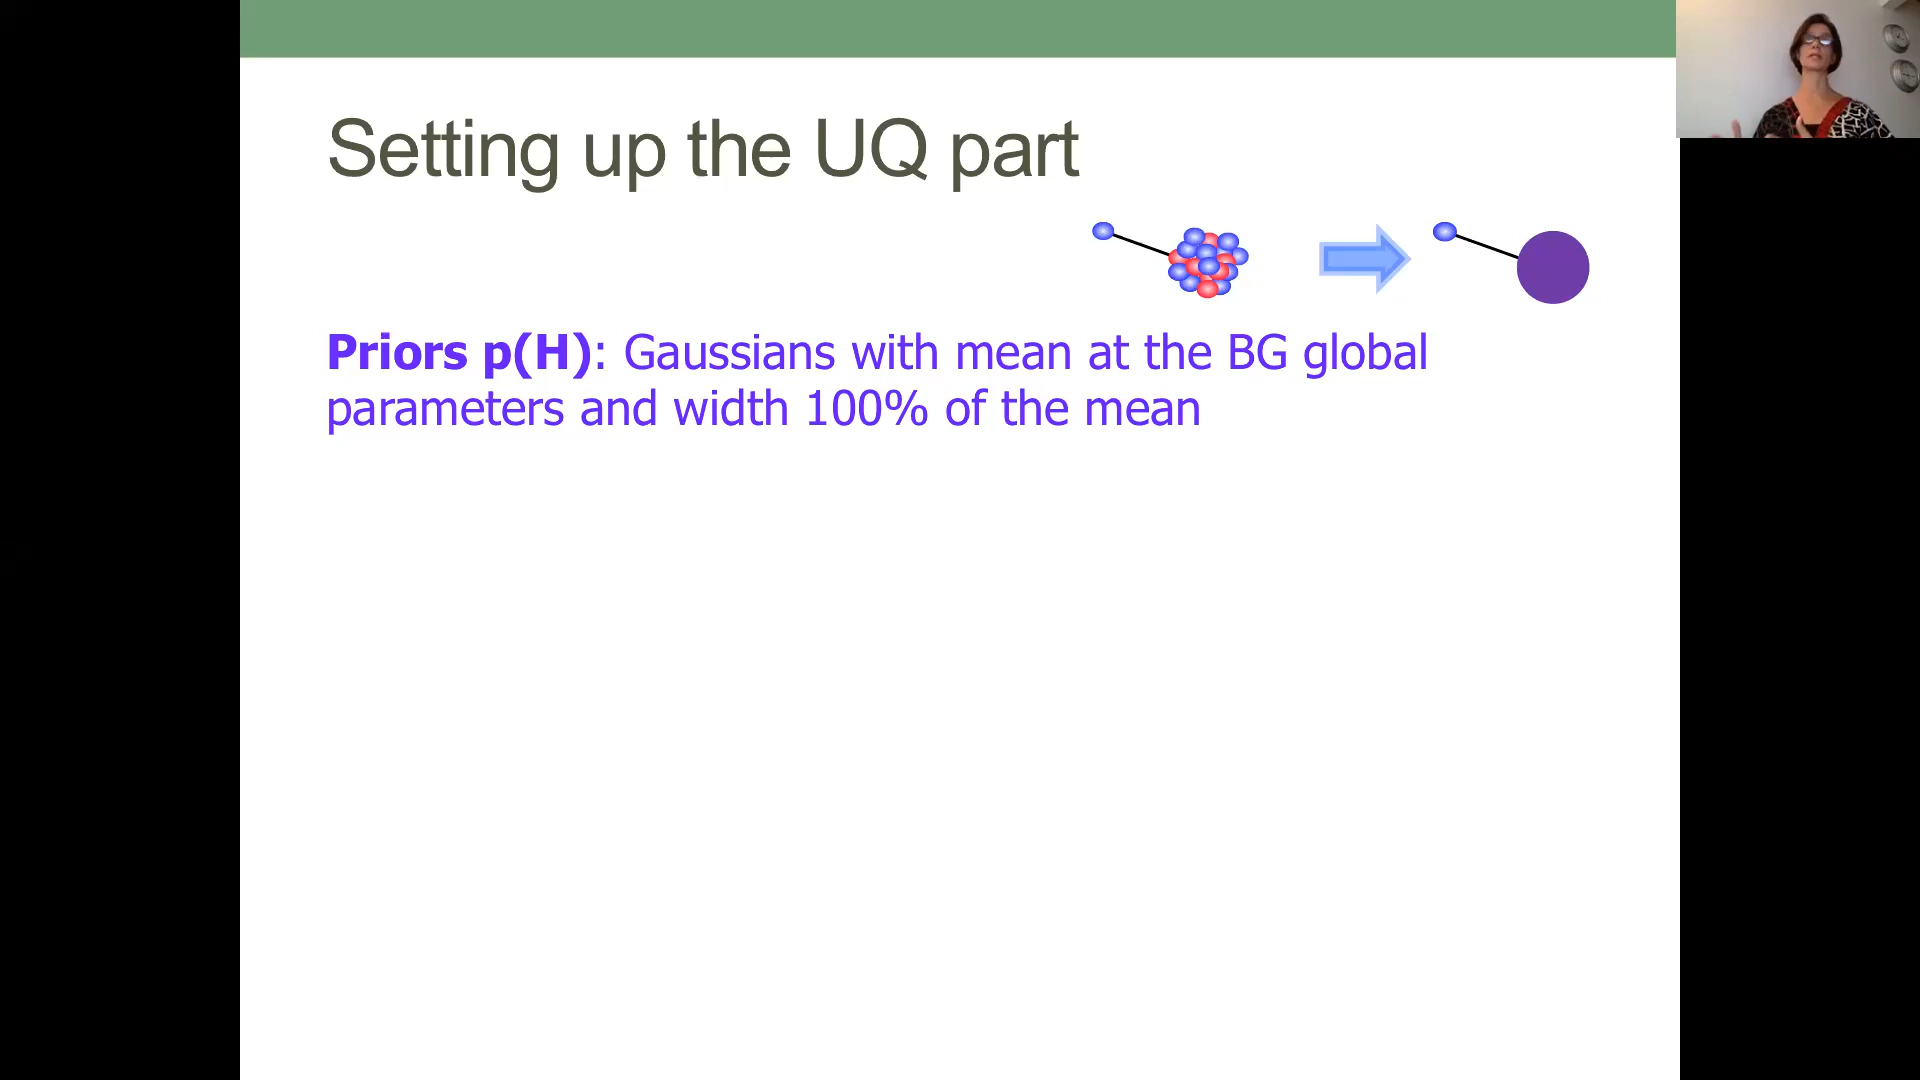 Setting up the UQ part
Priors p(H): Gaussians with mean at the BG global
parameters and width 100% of the mean